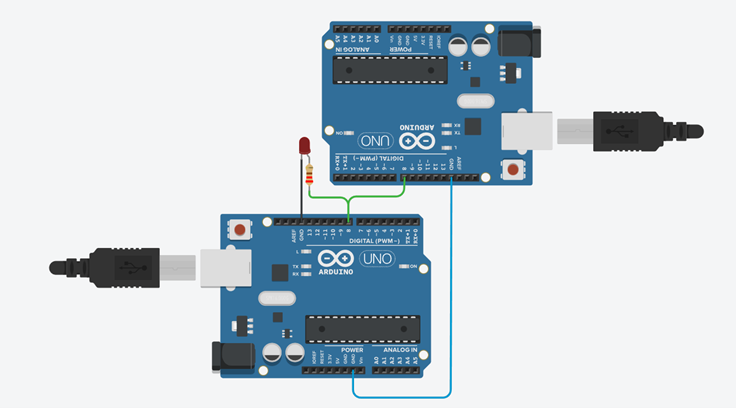 A5 A4 A3 A2 A1 A0 Vin GND GND 5V 3.3V RESET IOREF
ANALOG IN POWER
RX
TX
ON UNO ARDUINO
L
DIGITAL (PWM~)
RX←0 TX→1 2 ~3 4 ~5 ~6 7 8 ~9 ~10 ~11 12 13 GND AREF
AREF GND 13 12 ~11 ~10 ~9 8 7 ~6 ~5 4 ~3 2 TX→1 RX←0
DIGITAL (PWM~)
L
UNO
TX
RX
ARDUINO
ON
POWER ANALOG IN
IOREF RESET 3.3V 5V GND GND Vin A0 A1 A2 A3 A4 A5